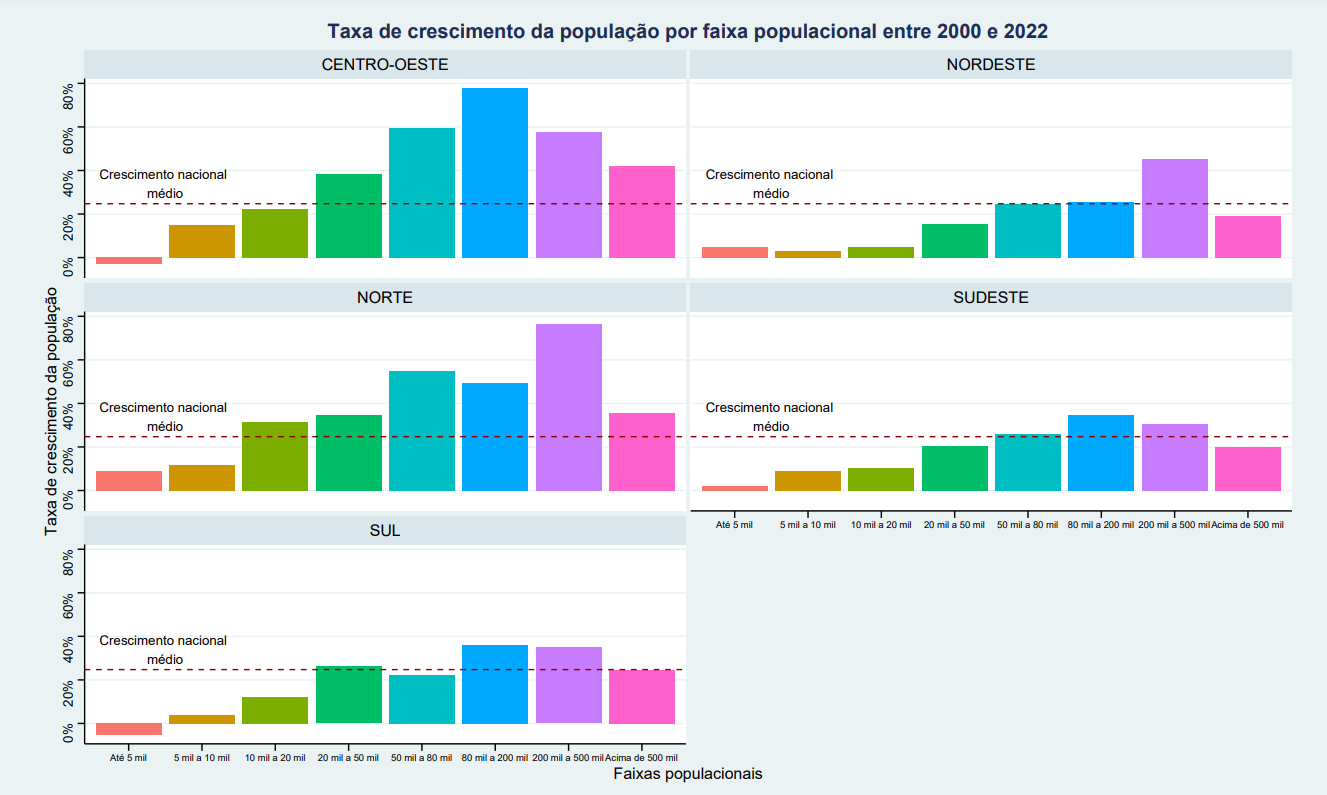 Taxa de crescimento da população por faixa populacional entre 2000 e 2022
CENTRO-OESTE
NORDESTE
80%
60%
40%
20%
0%
Crescimento nacional
médio
Crescimento nacional
médio
NORTE
SUDESTE
Taxa de crescimento da população
80%
60%
40%
20%
0%
Crescimento nacional
médio
Crescimento nacional
médio
Até 5 mil 5 mil a 10 mil 10 mil a 20 mil 20 mil a 50 mil 50 mil a 80 mil 80 mil a 200 mil 200 mil a 500 mil Acima de 500 mil
SUL
80%
60%
40%
20%
0%
Crescimento nacional
médio
Até 5 mil 5 mil a 10 mil 10 mil a 20 mil 20 mil a 50 mil 50 mil a 80 mil 80 mil a 200 mil 200 mil a 500 mil Acima de 500 mil
Faixas populacionais